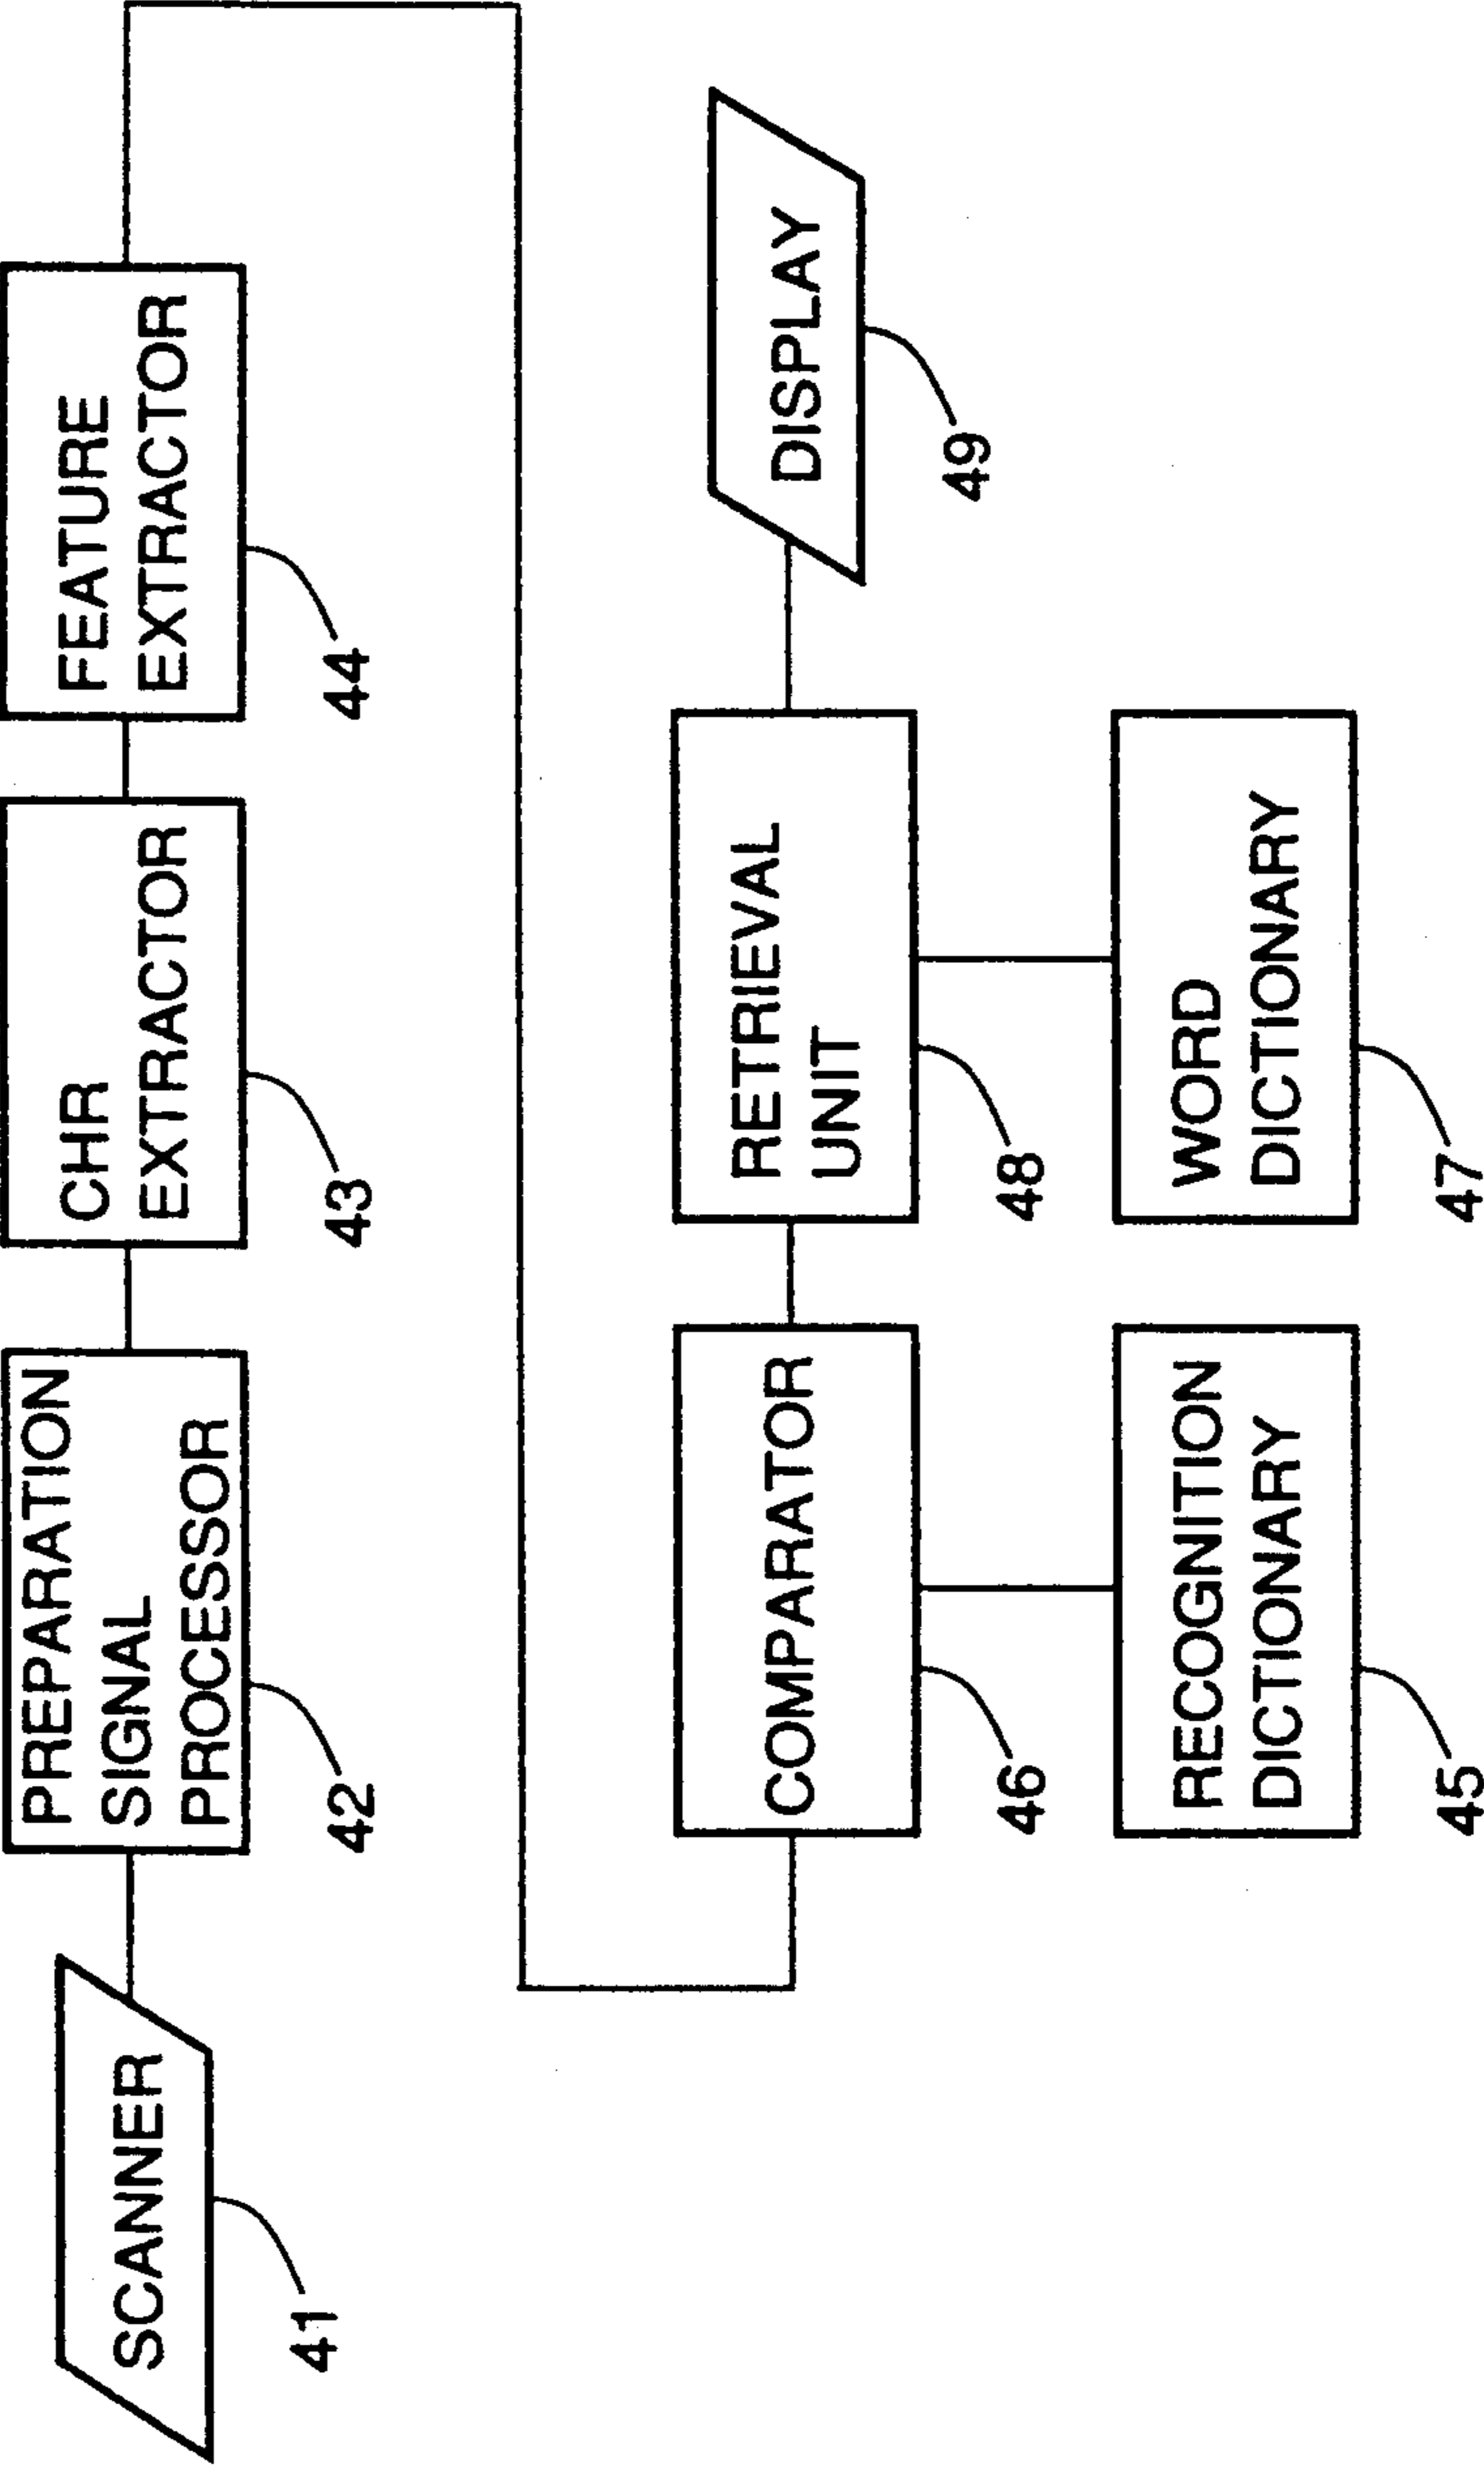 SCANNER
41
PREPARATION
SIGNAL
PROCESSOR
42
CHR
EXTRACTOR
43
FEATURE
EXTRACTOR
44
COMPARATOR
46
RETRIEVAL
UNIT
48
DISPLAY
49
RECOGNITION
DICTIONARY
45
WORD
DICTIONARY
47